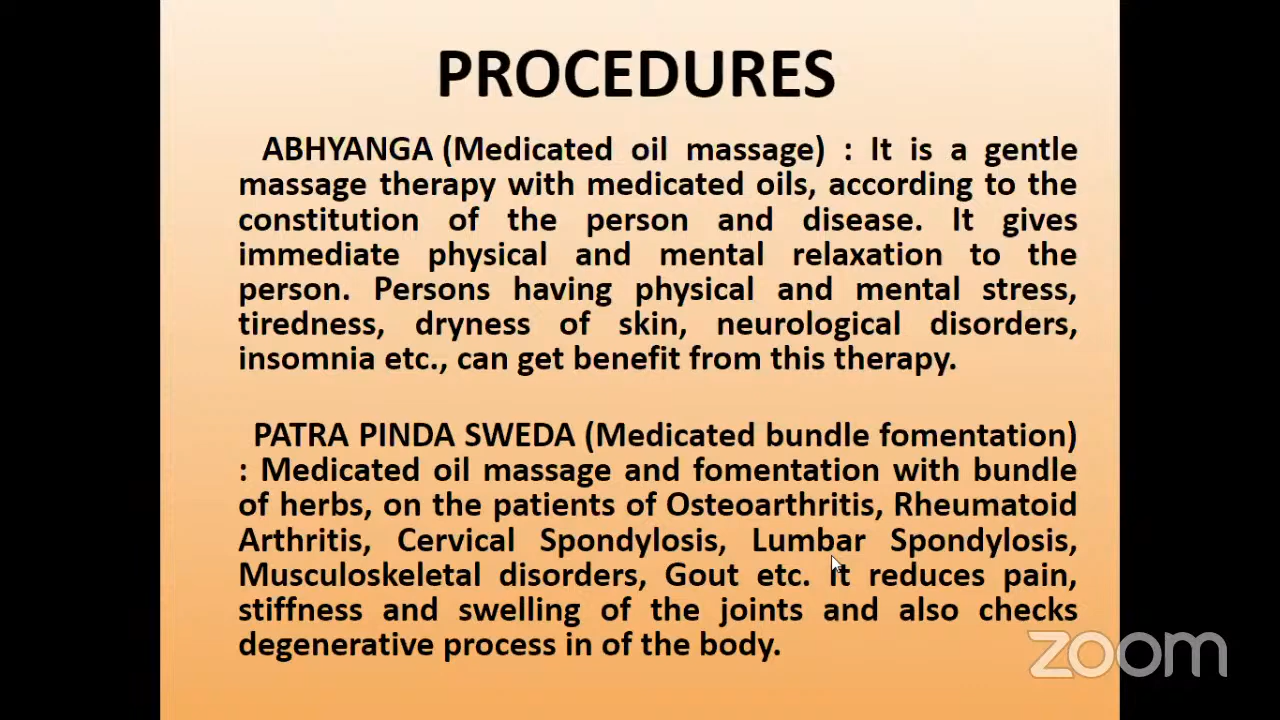 PROCEDURES
ABHYANGA (Medicated oil massage) : It is a gentle
massage therapy with medicated oils, according to the
constitution of the person and disease. It gives
immediate physical and mental relaxation to the
person. Persons having physical and mental stress,
tiredness, dryness of skin, neurological disorders,
insomnia etc., can get benefit from this therapy.
PATRA PINDA SWEDA (Medicated bundle fomentation)
: Medicated oil massage and fomentation with bundle
of herbs, on the patients of Osteoarthritis, Rheumatoid
Arthritis, Cervical Spondylosis, Lumbar Spondylosis,
Musculoskeletal disorders, Gout etc. It reduces pain,
stiffness and swelling of the joints and also checks
degenerative process in of the body.
zoom